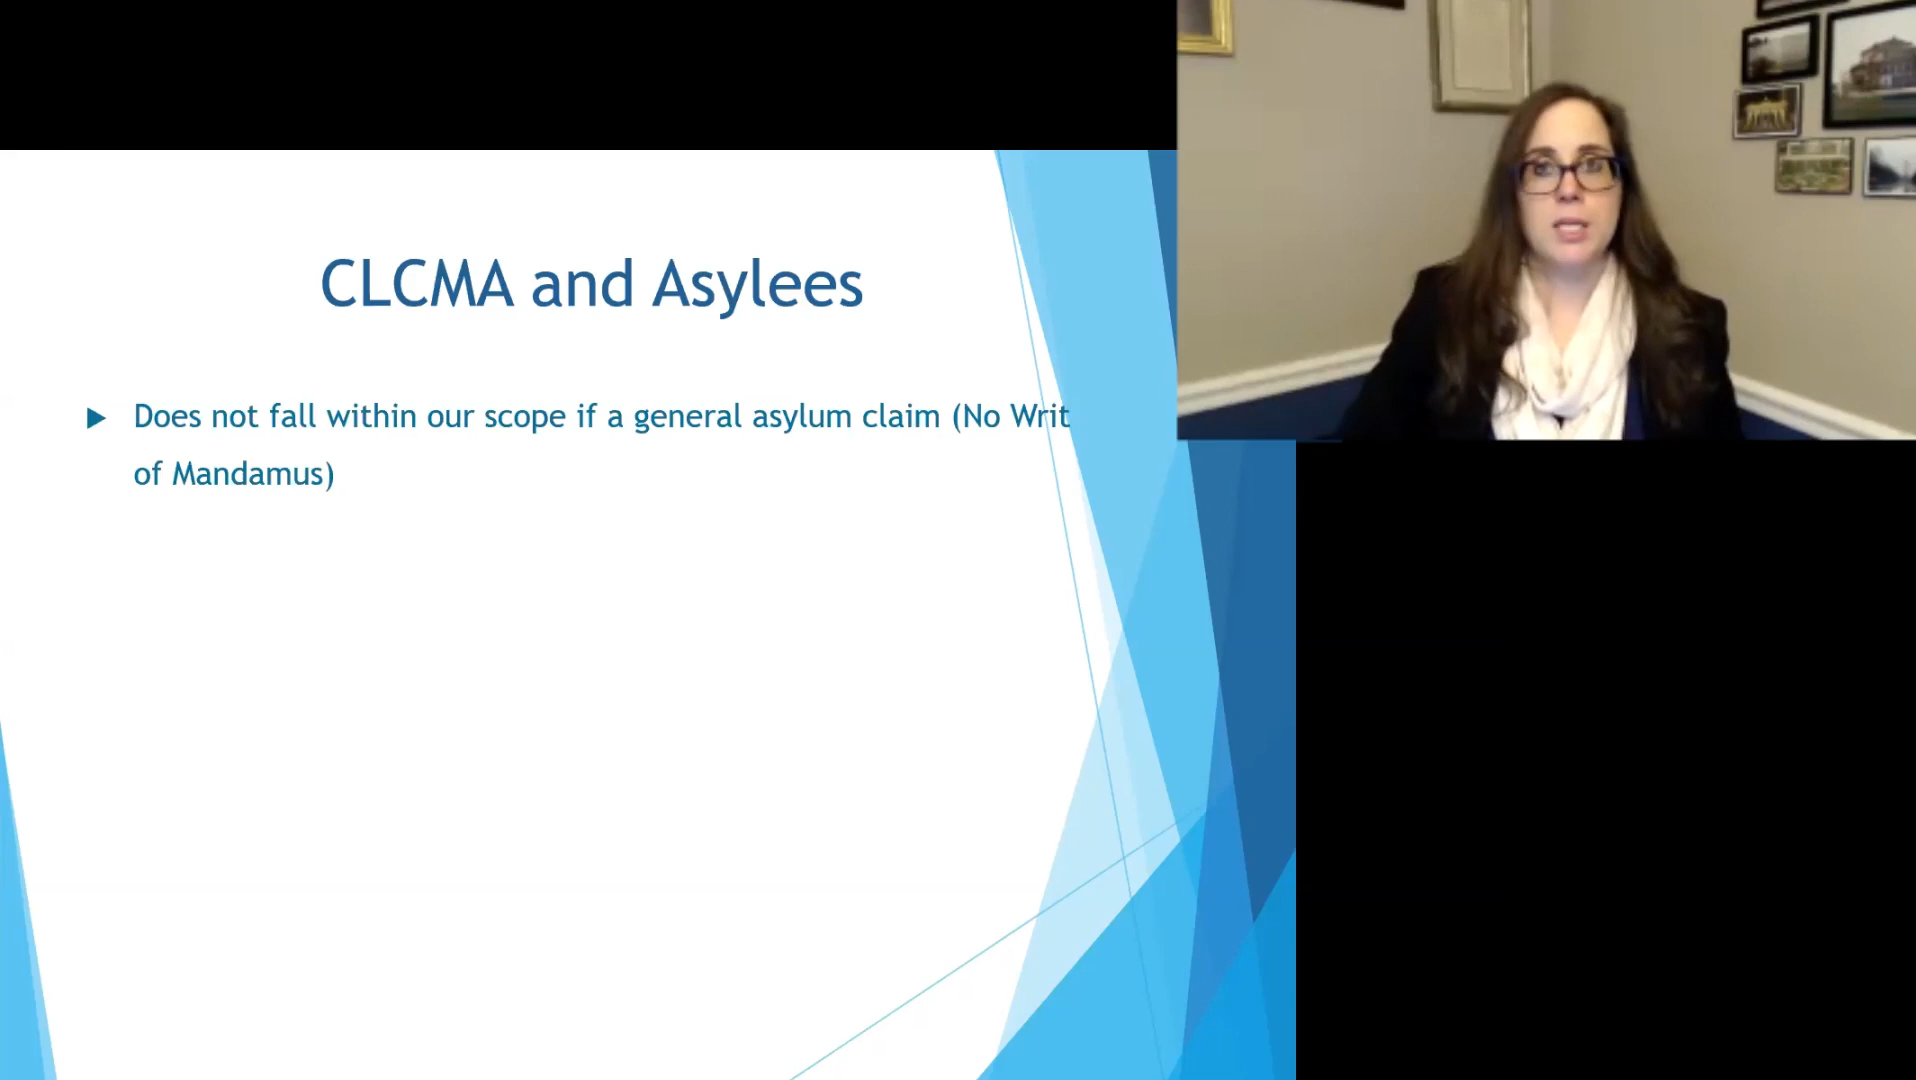 CLCMA and Asylees
Does not fall within our scope if a general asylum claim (No Writ
of Mandamus)